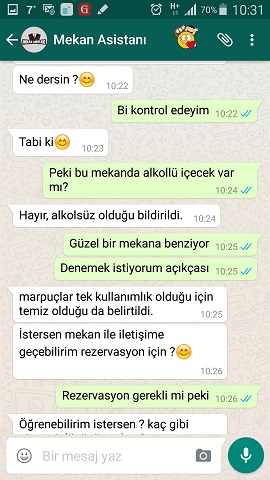 7° G H 70% 10:31
Mekan Asistanı
Ne dersin ?😊
10:22
Bi kontrol edeyim 10:22
Tabi ki😊
10:23
Peki bu mekanda alkollü içecek var
mı?
10:24
Hayır, alkolsüz olduğu bildirildi. 10:24
Güzel bir mekana benziyor 10:25
Denemek istiyorum açıkçası 10:25
marpuçlar tek kullanımlık olduğu için
temiz olduğu da belirtildi.
10:25
İstersen mekan ile iletişime
geçebilirim rezervasyon için ?😊
10:26
Rezervasyon gerekli mi peki 10:26
Öğrenebilirim istersen ? kaç gibi
Bir mesaj yaz